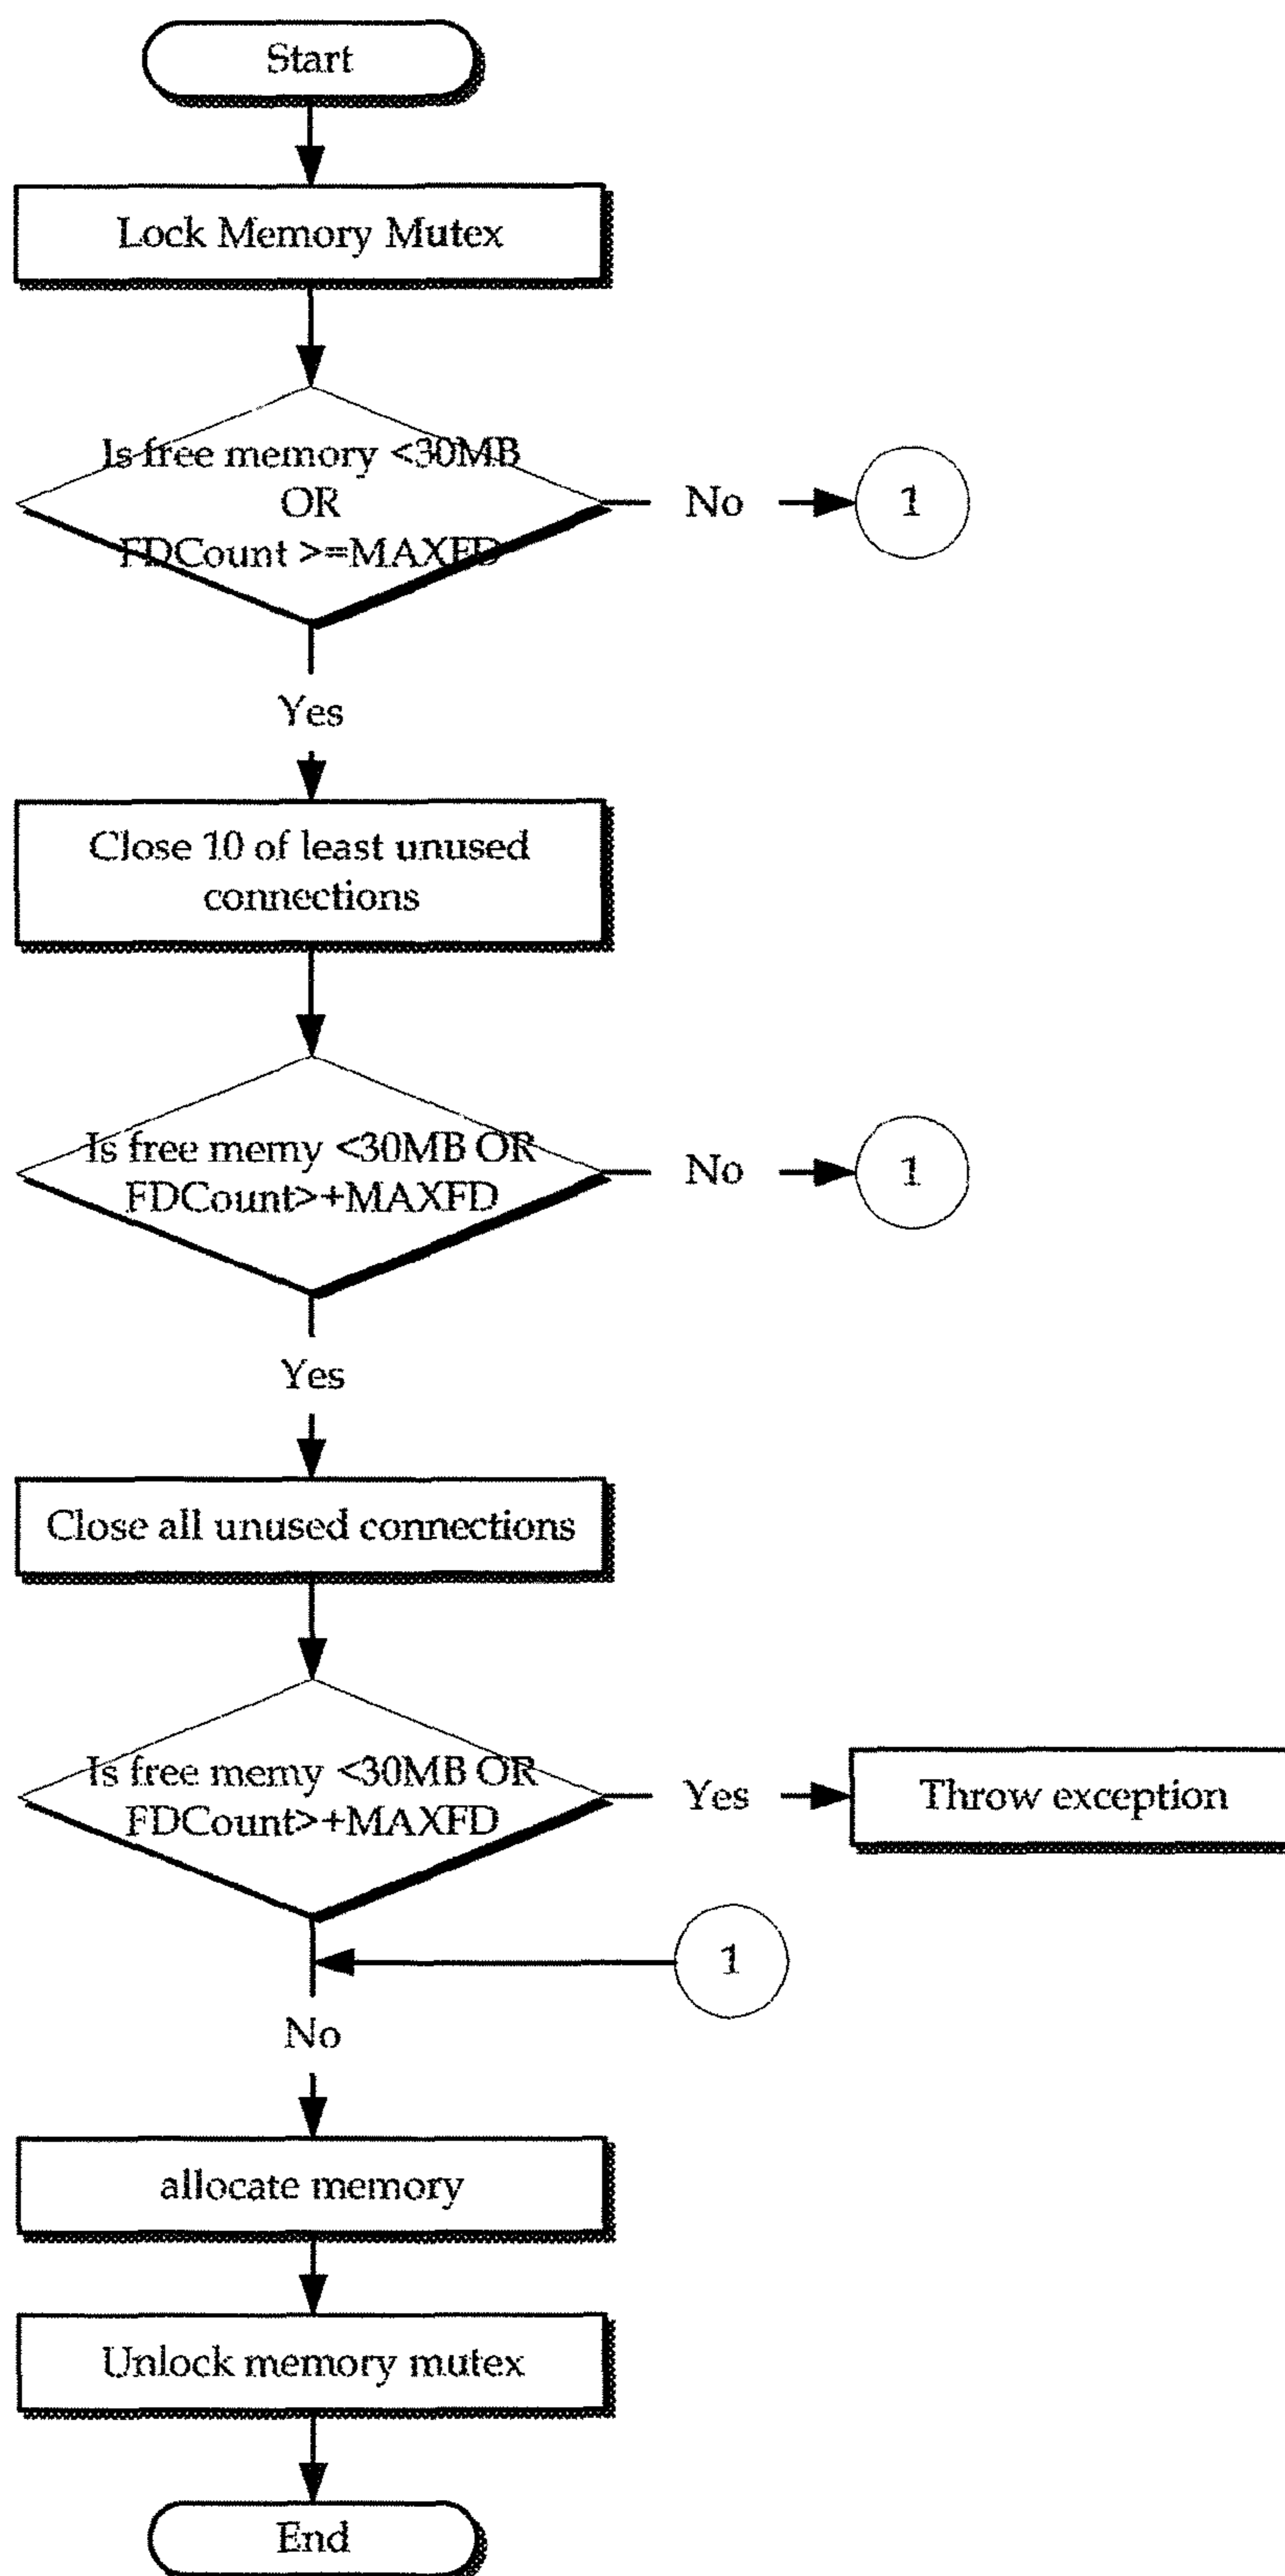 Start
Lock Memory Mutex
Is free memory <30MB
OR
FDCount >=MAXFD
No
1
Yes
Close 10 of least unused
connections
Is free memy <30MB OR
FDCount>+MAXFD
No
1
Yes
Close all unused connections
Is free memy <30MB OR
FDCount>+MAXFD
Yes
Throw exception
1
No
allocate memory
Unlock memory mutex
End